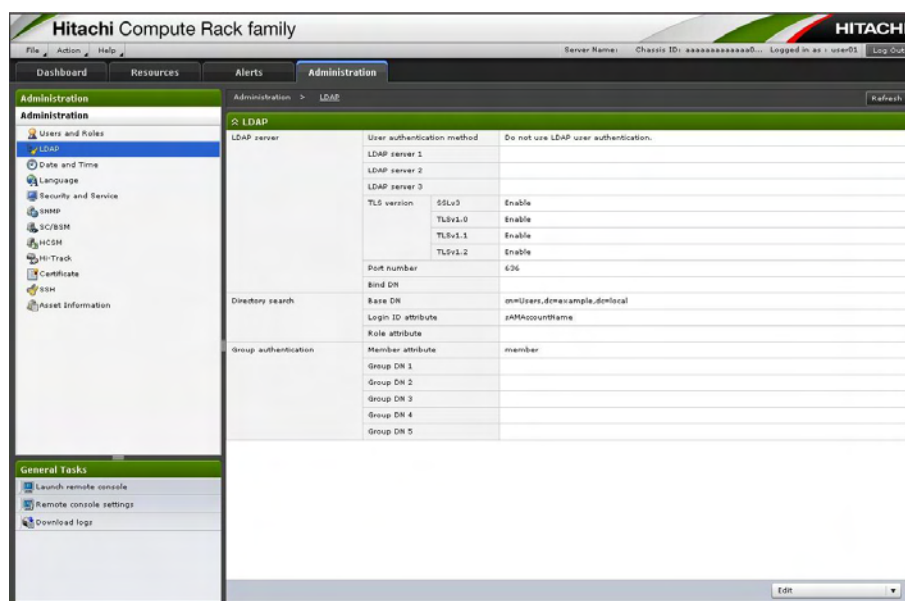 Hitachi Compute Rack family
HITACHI
File Action Help
Server Name: Chassis ID: aaaaaaaaaaaaa0... Logged in as : user01 Log Out
Dashboard Resources Alerts Administration
Administration
Administration > LDAP
Refresh
Administration
Users and Roles
LDAP
Date and Time
Language
Security and Service
SNMP
SC/BSM
HCSM
Hi-Track
Certificate
SSH
Asset Information
LDAP
LDAP server User authentication method Do not use LDAP user authentication.
LDAP server 1
LDAP server 2
LDAP server 3
TLS version SSLv3 Enable
TLSv1.0 Enable
TLSv1.1 Enable
TLSv1.2 Enable
Port number 636
Bind DN
Directory search Base DN cn=Users,dc=example,dc=local
Login ID attribute sAMAccountName
Role attribute
Group authentication Member attribute member
Group DN 1
Group DN 2
Group DN 3
Group DN 4
Group DN 5
General Tasks
Launch remote console
Remote console settings
Download logs
Edit